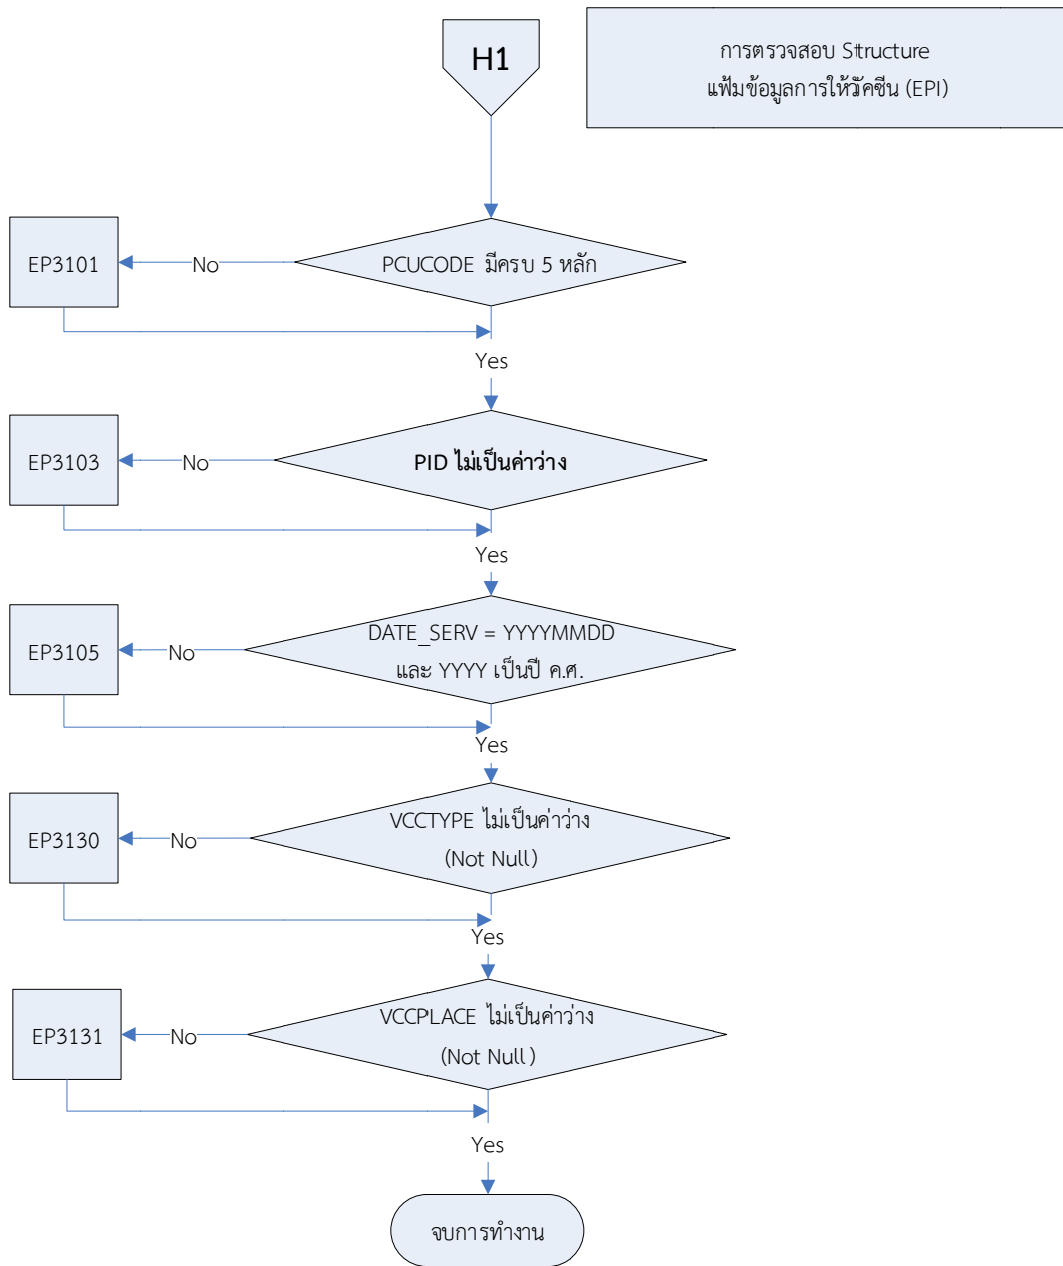 H1
การตรวจสอบ Structure
แฟ้มข้อมูลการให้วัคซีน (EPI)
PCUCODE มีครบ 5 หลัก
No
EP3101
Yes
PID ไม่เป็นค่าว่าง
No
EP3103
Yes
DATE_SERV = YYYYMMDD
และ YYYY เป็นปี ค.ศ.
No
EP3105
Yes
VCCTYPE ไม่เป็นค่าว่าง
(Not Null)
No
EP3130
Yes
VCCPLACE ไม่เป็นค่าว่าง
(Not Null)
No
EP3131
Yes
จบการทำงาน